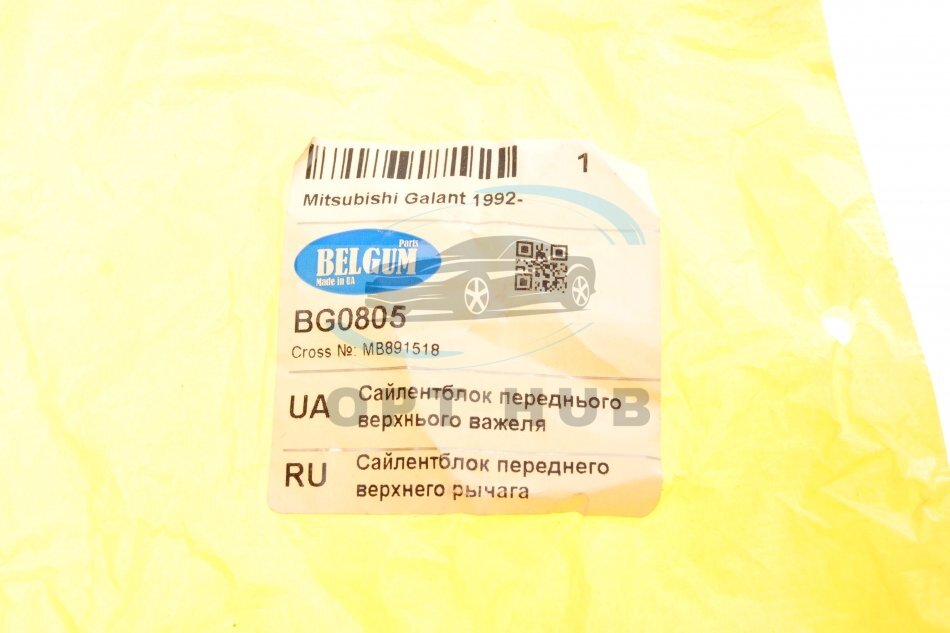 1
Mitsubishi Galant 1992-
Parts
BELGUM
Made in UA
BG0805
Cross №: MB891518
UA Сайлентблок переднього
верхнього важеля
OPT HUB
RU Сайлентблок переднего
верхнего рычага